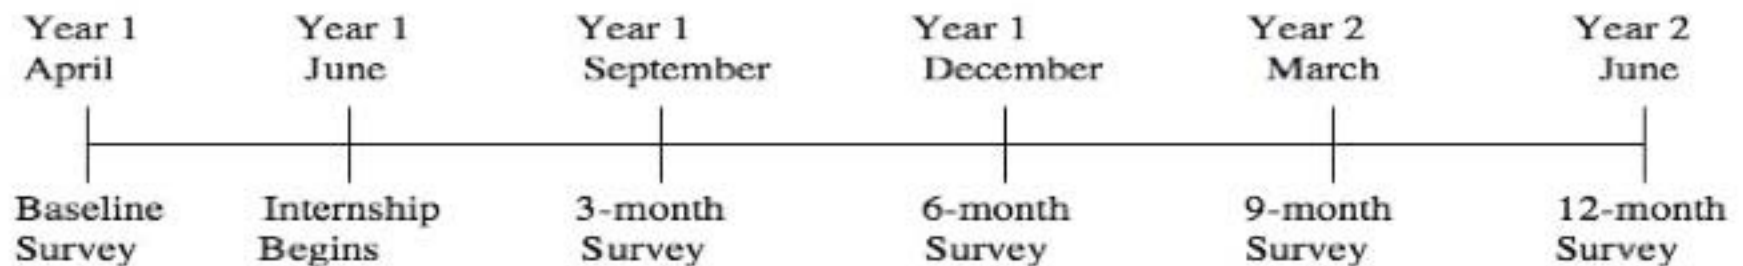 Year 1 Year 1 Year 1 Year 1 Year 2 Year 2
April June September December March June
Baseline Internship 3-month 6-month 9-month 12-month
Survey Begins Survey Survey Survey Survey